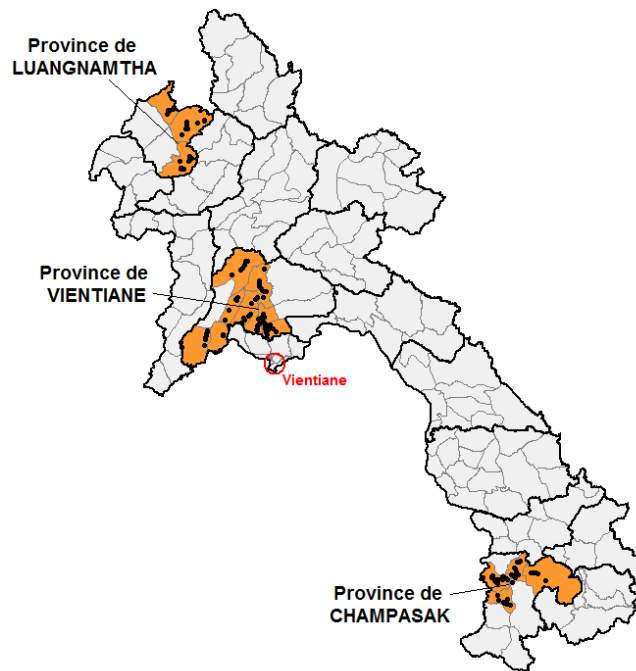 Province de
LUANGNAMTHA
Province de
VIENTIANE
Vientiane
Province de
CHAMPASAK